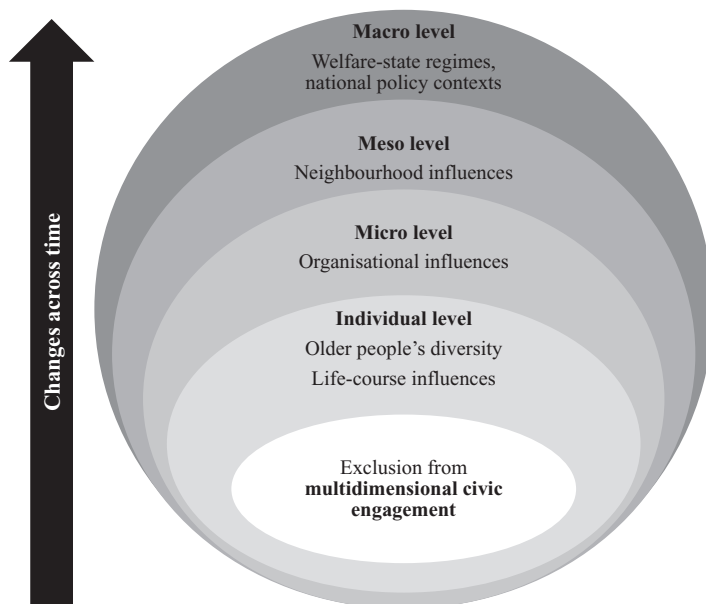 Macro level
Welfare-state regimes,
national policy contexts
Meso level
Neighbourhood influences
Micro level
Organisational influences
Individual level
Older people’s diversity
Life-course influences
Exclusion from
multidimensional civic
engagement
Changes across time